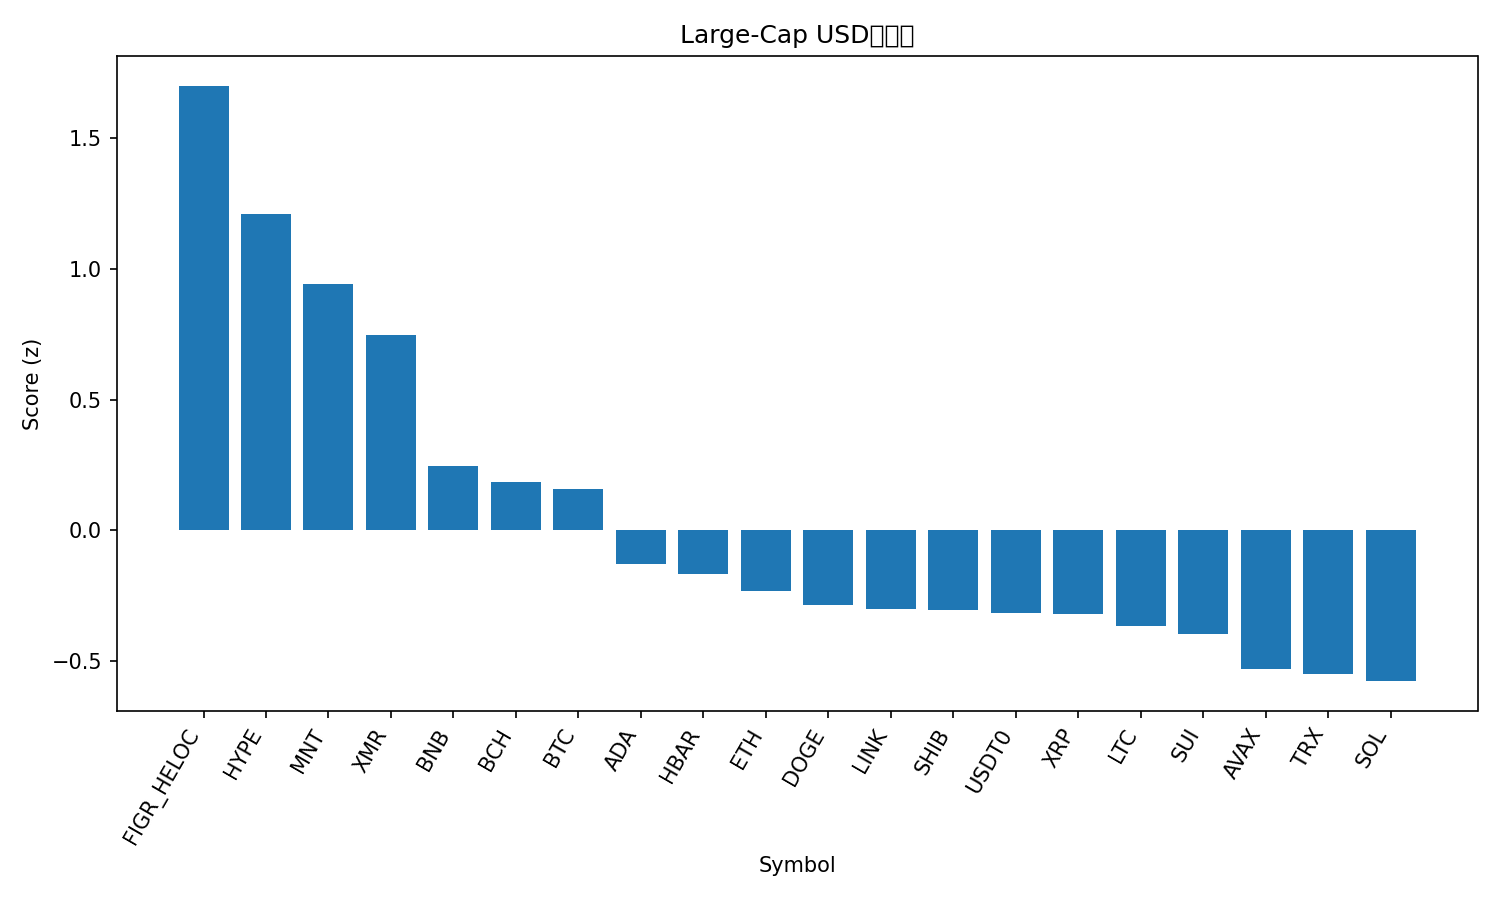 Large-Cap USD
Score (z)
1.5
1.0
0.5
0.0
−0.5
FIGR_HELOC
HYPE
MNT
XMR
BNB
BCH
BTC
ADA
HBAR
ETH
DOGE
LINK
SHIB
USDT0
XRP
LTC
SUI
AVAX
TRX
SOL
Symbol